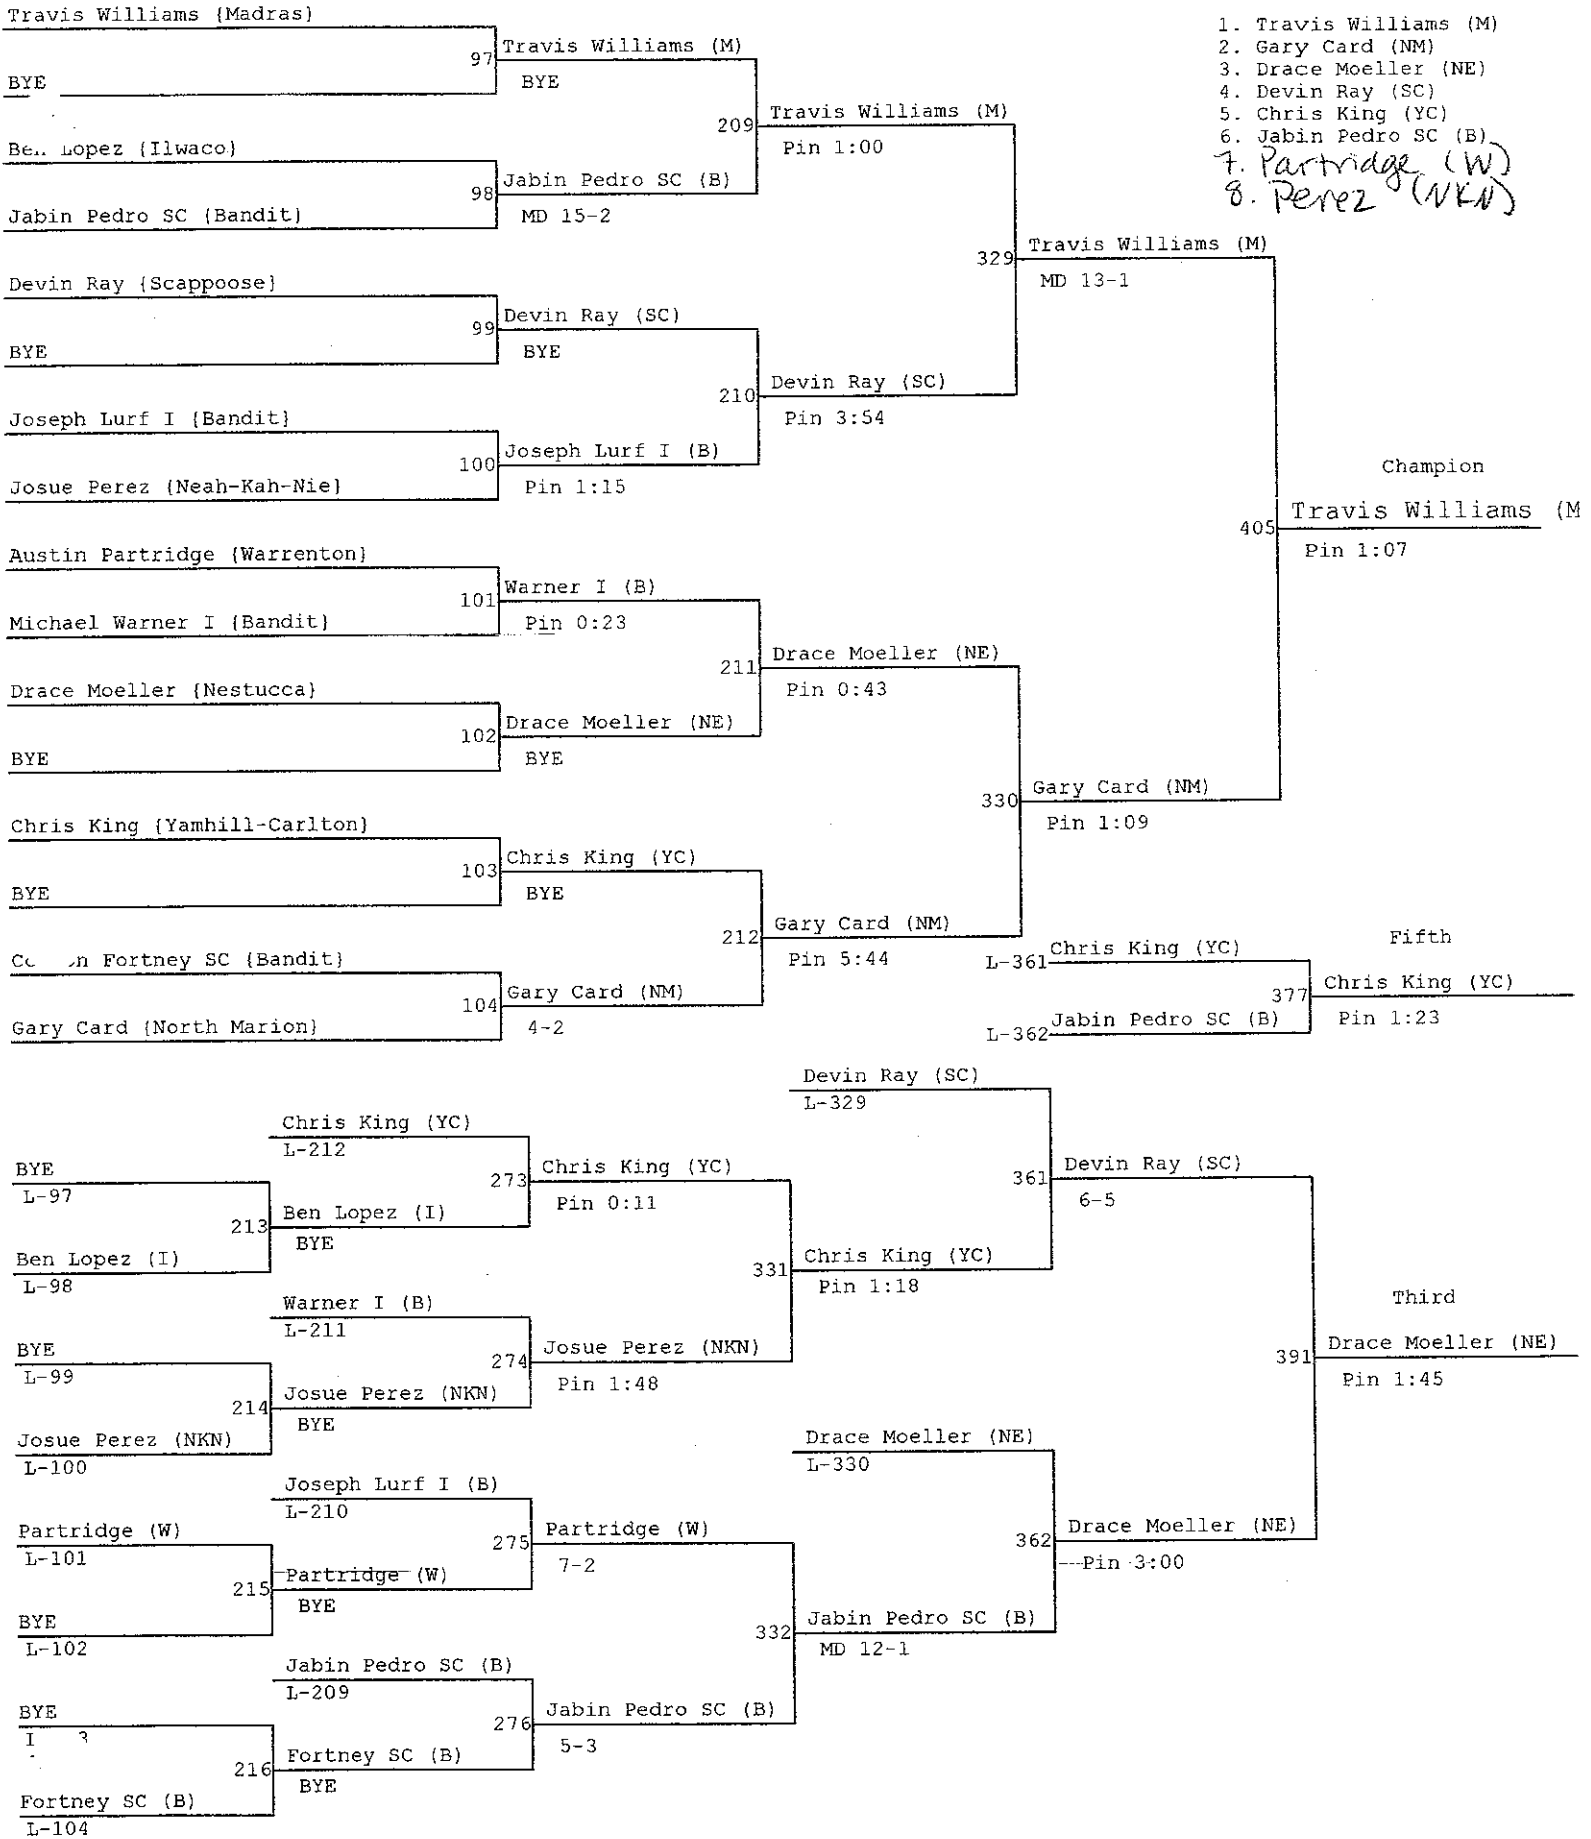 Travis Williams {Madras}
97
Travis Williams (M)
BYE
BYE
209
Travis Williams (M)
Pin 1:00
Lopez {Ilwaco}
98
Jabin Pedro SC (B)
MD 15-2
Jabin Pedro SC {Bandit}
329
Travis Williams (M)
MD 13-1
Devin Ray {Scappoose}
99
Devin Ray (SC)
BYE
BYE
210
Devin Ray (SC)
Pin 3:54
Joseph Lurf I {Bandit}
100
Joseph Lurf I (B)
Pin 1:15
Josue Perez {Neah-Kah-Nie}
Champion
405
Travis Williams (M
Pin 1:07
Austin Partridge {Warrenton}
101
Warner I (B)
Pin 0:23
Michael Warner I {Bandit}
211
Drace Moeller (NE)
Pin 0:43
Drace Moeller {Nestucca}
102
Drace Moeller (NE)
BYE
BYE
330
Gary Card (NM)
Pin 1:09
Chris King {Yamhill-Carlton}
103
Chris King (YC)
BYE
BYE
212
Gary Card (NM)
Pin 5:44
Fortney SC {Bandit}
104
Gary Card (NM)
4-2
Gary Card {North Marion}
1. Travis Williams (M)
2. Gary Card (NM)
3. Drace Moeller (NE)
4. Devin Ray (SC)
5. Chris King (YC)
6. Jabin Pedro SC (B)
7. Partridge (W)
8. Perez (NKN)
Fifth
L-361
Chris King (YC)
377
Chris King (YC)
Pin 1:23
L-362
Jabin Pedro SC (B)
Devin Ray (SC)
L-329
Chris King (YC)
L-212
273
Chris King (YC)
Pin 0:11
BYE
L-97
213
Ben Lopez (I)
BYE
Ben Lopez (I)
L-98
361
Devin Ray (SC)
6-5
331
Chris King (YC)
Pin 1:18
Warner I (B)
L-211
274
Josue Perez (NKN)
Pin 1:48
BYE
L-99
214
Josue Perez (NKN)
BYE
Josue Perez (NKN)
L-100
Third
391
Drace Moeller (NE)
Pin 1:45
Drace Moeller (NE)
L-330
Joseph Lurf I (B)
L-210
275
Partridge (W)
7-2
Partridge (W)
L-101
215
Partridge (W)
BYE
BYE
L-102
362
Drace Moeller (NE)
Pin 3:00
332
Jabin Pedro SC (B)
MD 12-1
Jabin Pedro SC (B)
L-209
276
Jabin Pedro SC (B)
5-3
BYE
216
Fortney SC (B)
BYE
Fortney SC (B)
L-104